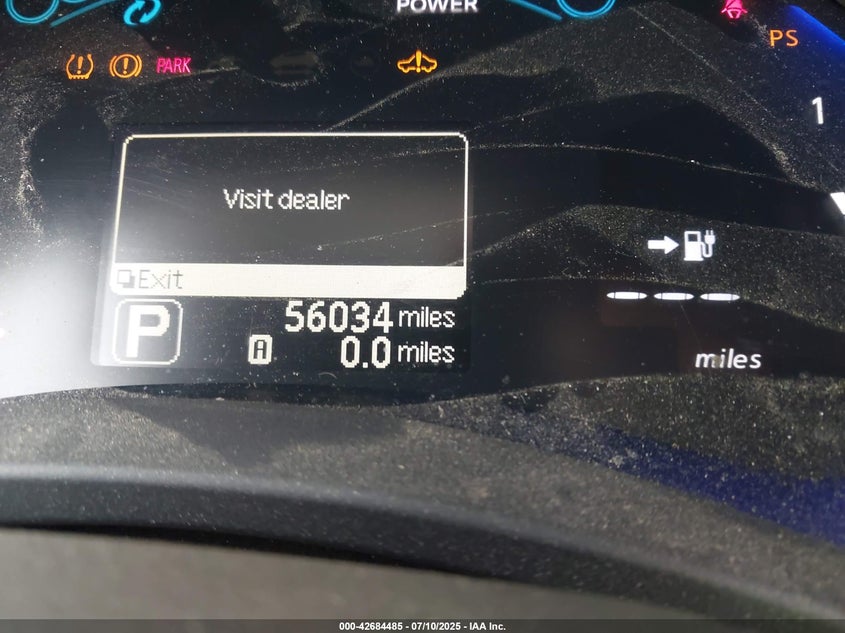 POWER
PS
PARK
1
Visit dealer
Exit
P
56034 miles
A 0.0 miles
--- 
miles
000-42684485 - 07/10/2025 - IAA Inc.